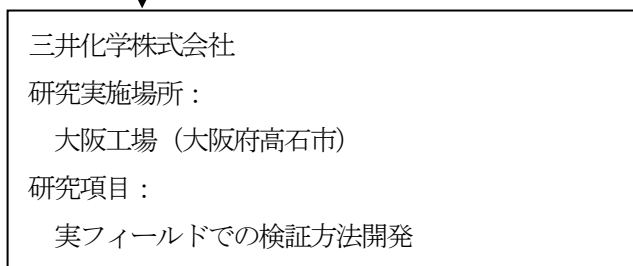 三井化学株式会社
研究実施場所:
大阪工場（大阪府高石市）
研究項目:
実フィールドでの検証方法開発